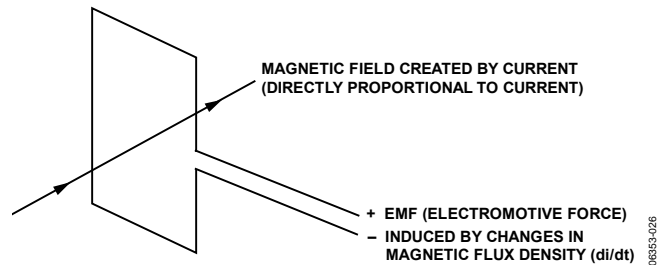 MAGNETIC FIELD CREATED BY CURRENT
(DIRECTLY PROPORTIONAL TO CURRENT)
+ EMF (ELECTROMOTIVE FORCE)
– INDUCED BY CHANGES IN
MAGNETIC FLUX DENSITY (di/dt)
06353-026